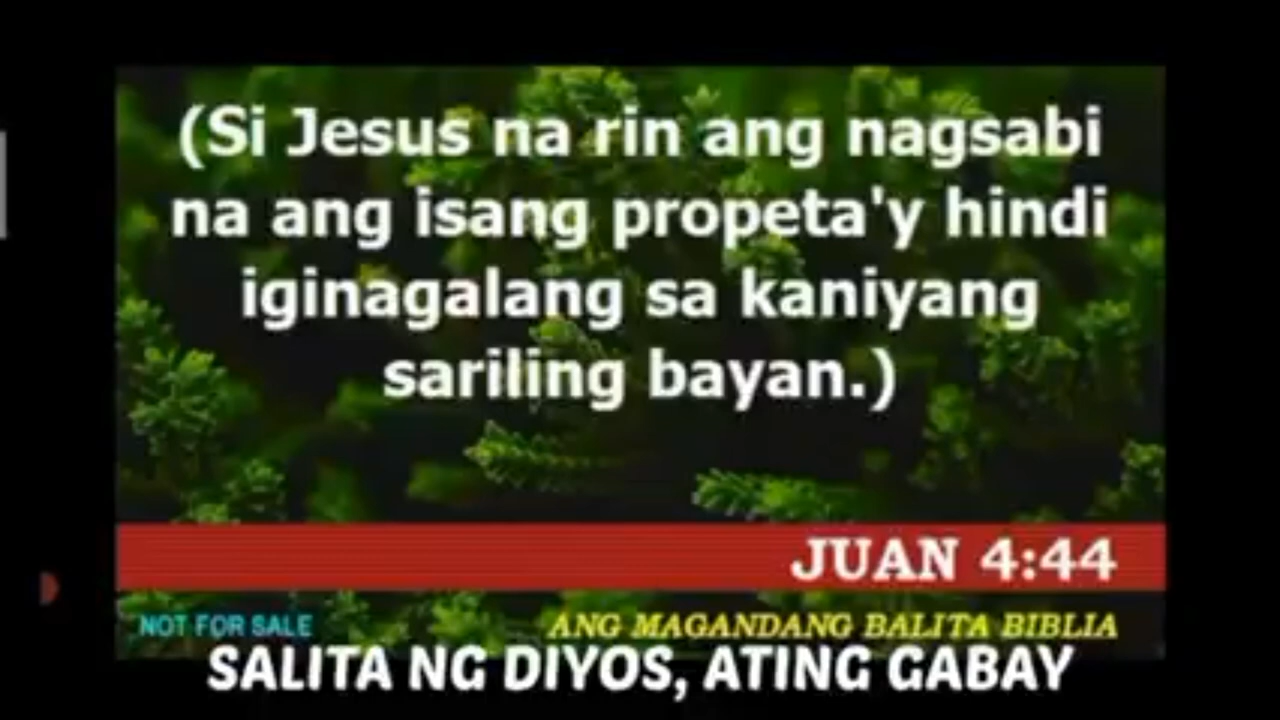 (Si Jesus na rin ang nagsabi
na ang isang propeta'y hindi
iginagalang sa kaniyang
sariling bayan.)
JUAN 4:44
NOT FOR SALE
ANG MAGANDANG BALITA BIBLIA
SALITA NG DIYOS, ATING GABAY